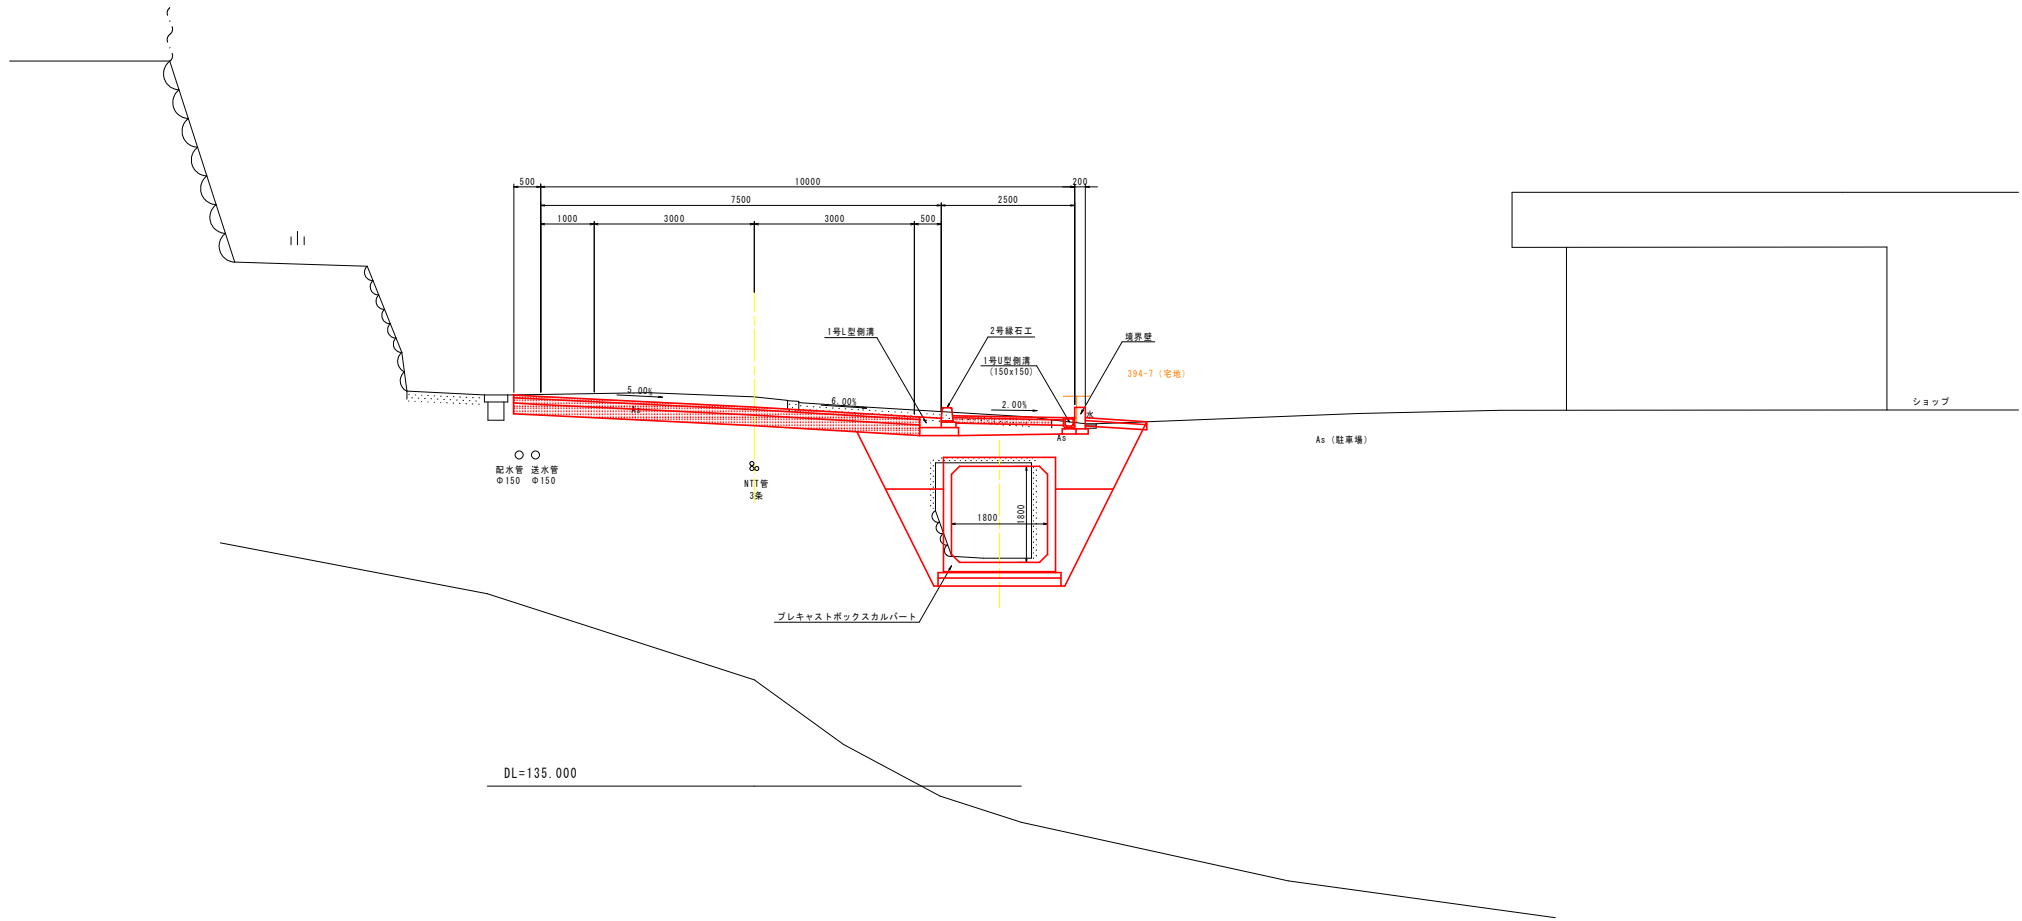 500
10000
200
7500
2500
1000
3000
3000
500
1号L型側溝
2号縁石工
境界壁
1号U型側溝
(150x150)
394-7 (宅地)
5.00%
6.00%
2.00%
As
水
As
ショップ
As (駐車場)
配水管
Φ150
送水管
Φ150
NTT管
3条
1800
1800
プレキャストボックスカルバート
DL=135.000